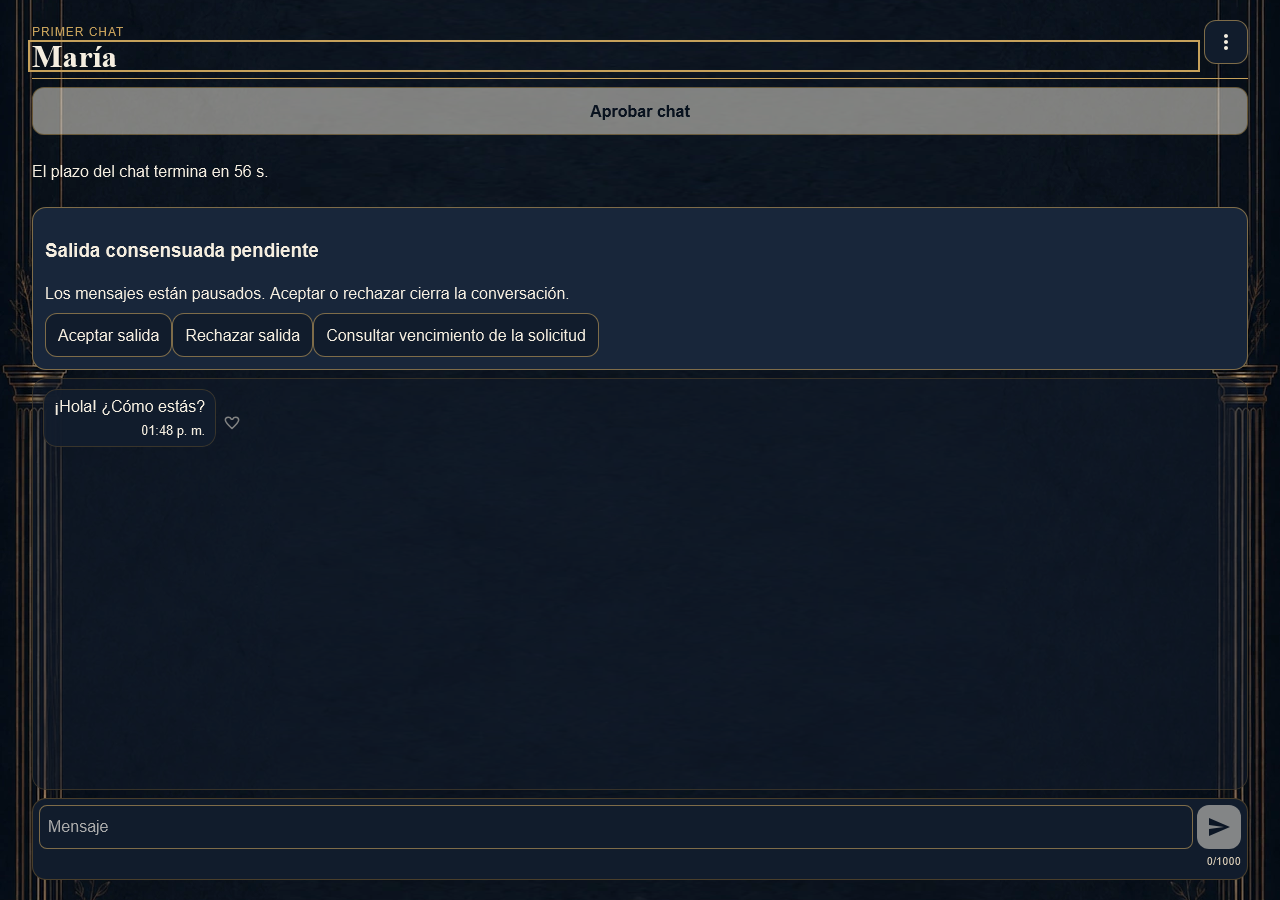 PRIMER CHAT
María
Aprobar chat
El plazo del chat termina en 56 s.
Salida consensuada pendiente
Los mensajes están pausados. Aceptar o rechazar cierra la conversación.
Aceptar salida
Rechazar salida
Consultar vencimiento de la solicitud
¡Hola! ¿Cómo estás?
01:48 p. m.
Mensaje
0/1000